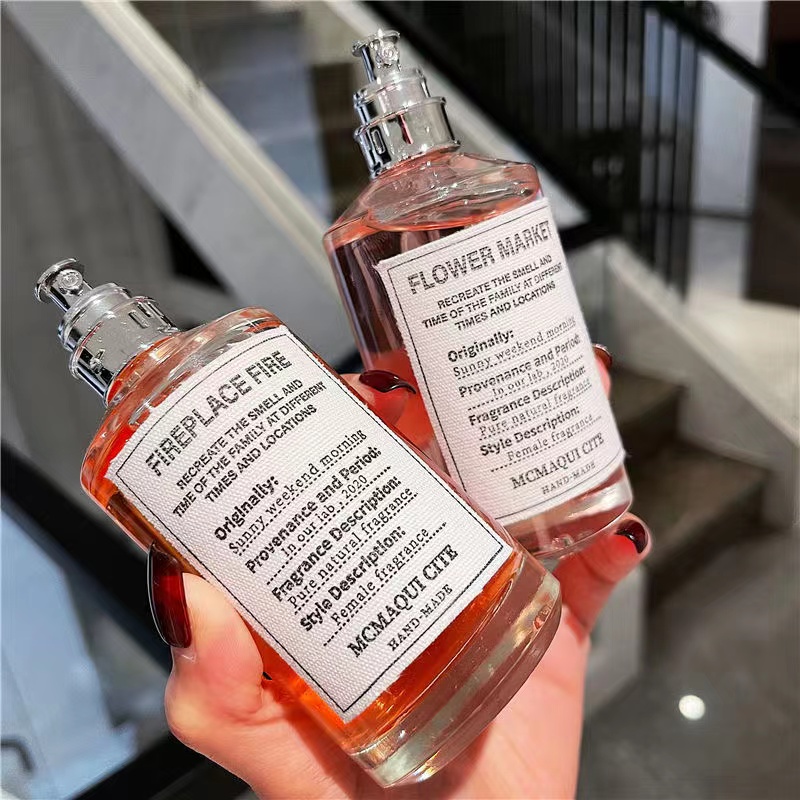 FIREPLACE FIRE
RECREATE THE SMELL AND
TIME OF THE FAMILY AT DIFFERENT
TIMES AND LOCATIONS
Originally:
Sunny weekend morning
Provenance and Period:
In our lab., 2020
Fragrance Description:
Pure natural fragrance
Style Description:
Female fragrance
MCMAQUI CITE
HAND-MADE
FLOWER MARKET
RECREATE THE SMELL AND
TIME OF THE FAMILY AT DIFFERENT
TIMES AND LOCATIONS
Originally:
Sunny weekend morning
Provenance and Period:
In our lab., 2020
Fragrance Description:
Pure natural fragrance
Style Description:
Female fragrance
MCMAQUI CITE
HAND-MADE